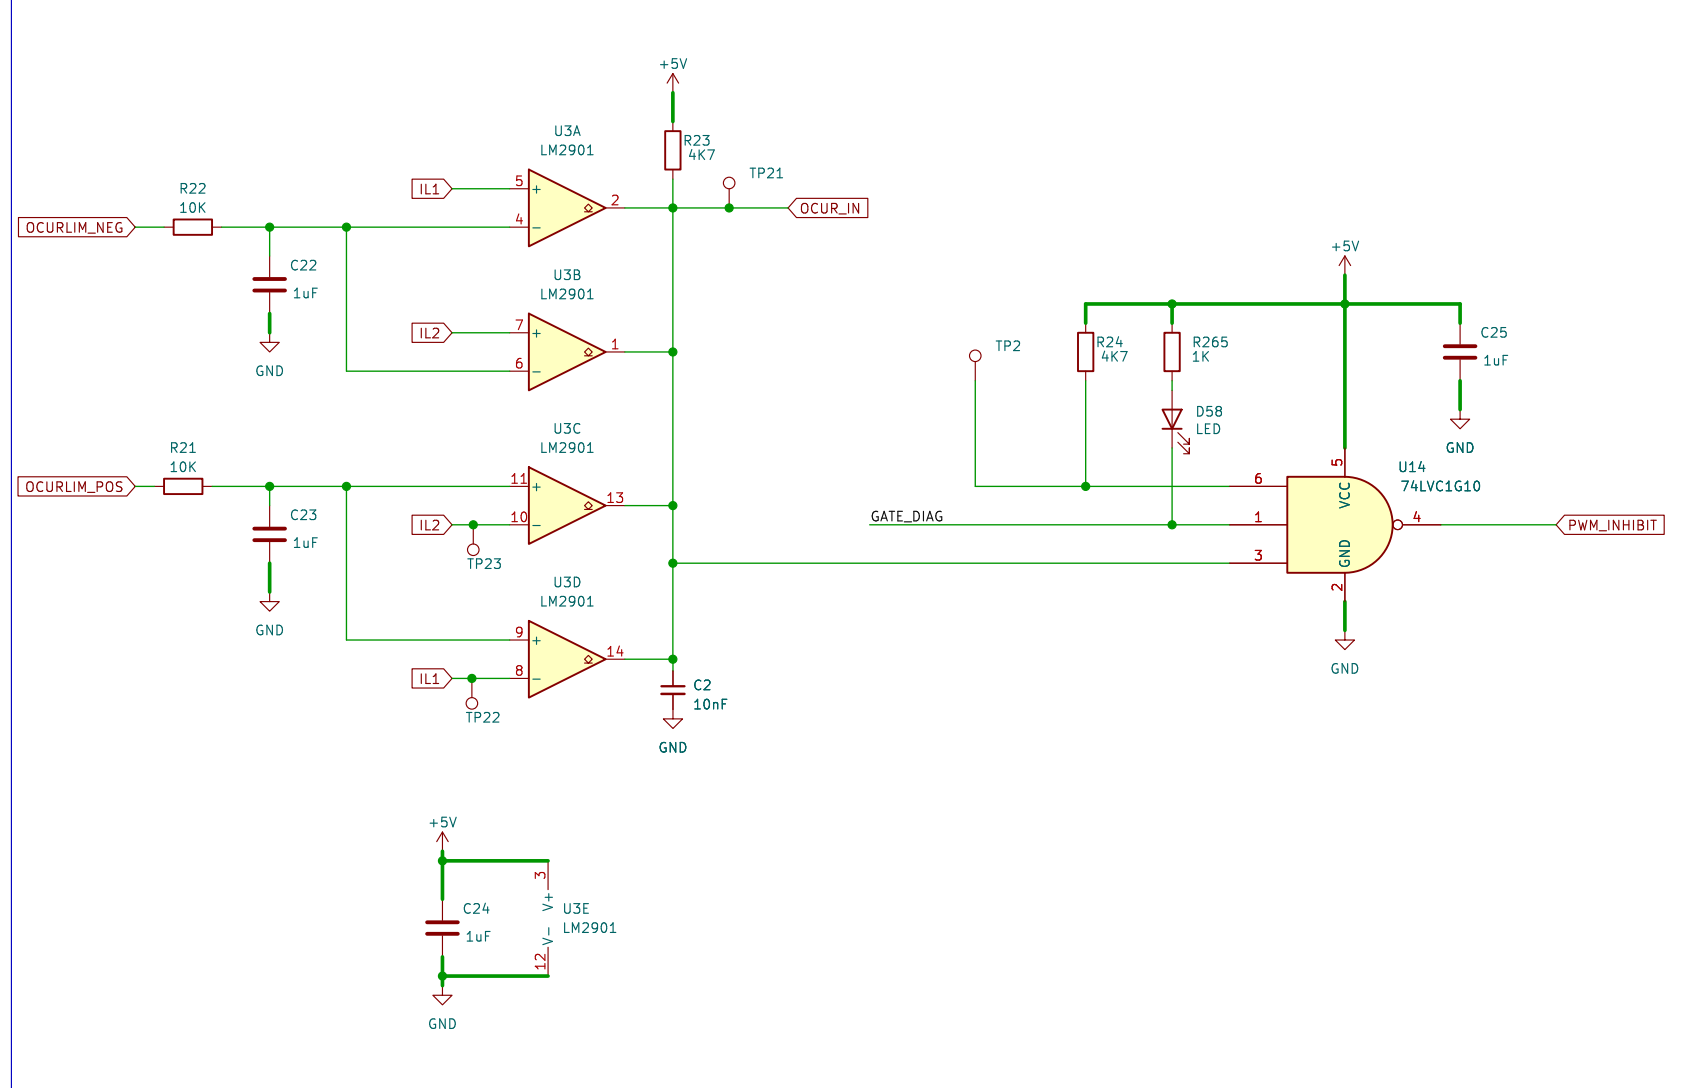 +5V
U3A
LM2901
R23
4K7
TP21
R22
10K
IL1
5
+
4
−
2
OCUR_IN
OCURLIM_NEG
C22
1uF
GND
U3B
LM2901
IL2
7
+
6
−
1
+5V
TP2
R24
4K7
R265
1K
C25
1uF
GND
D58
LED
R21
10K
OCURLIM_POS
U3C
LM2901
11
+
10
−
13
IL2
TP23
C23
1uF
GND
GATE_DIAG
U14
74LVC1G10
5
VCC
6
1
3
4
GND
2
PWM_INHIBIT
GND
U3D
LM2901
9
+
8
−
14
IL1
TP22
C2
10nF
GND
+5V
3
V+
C24
1uF
U3E
LM2901
V−
12
GND